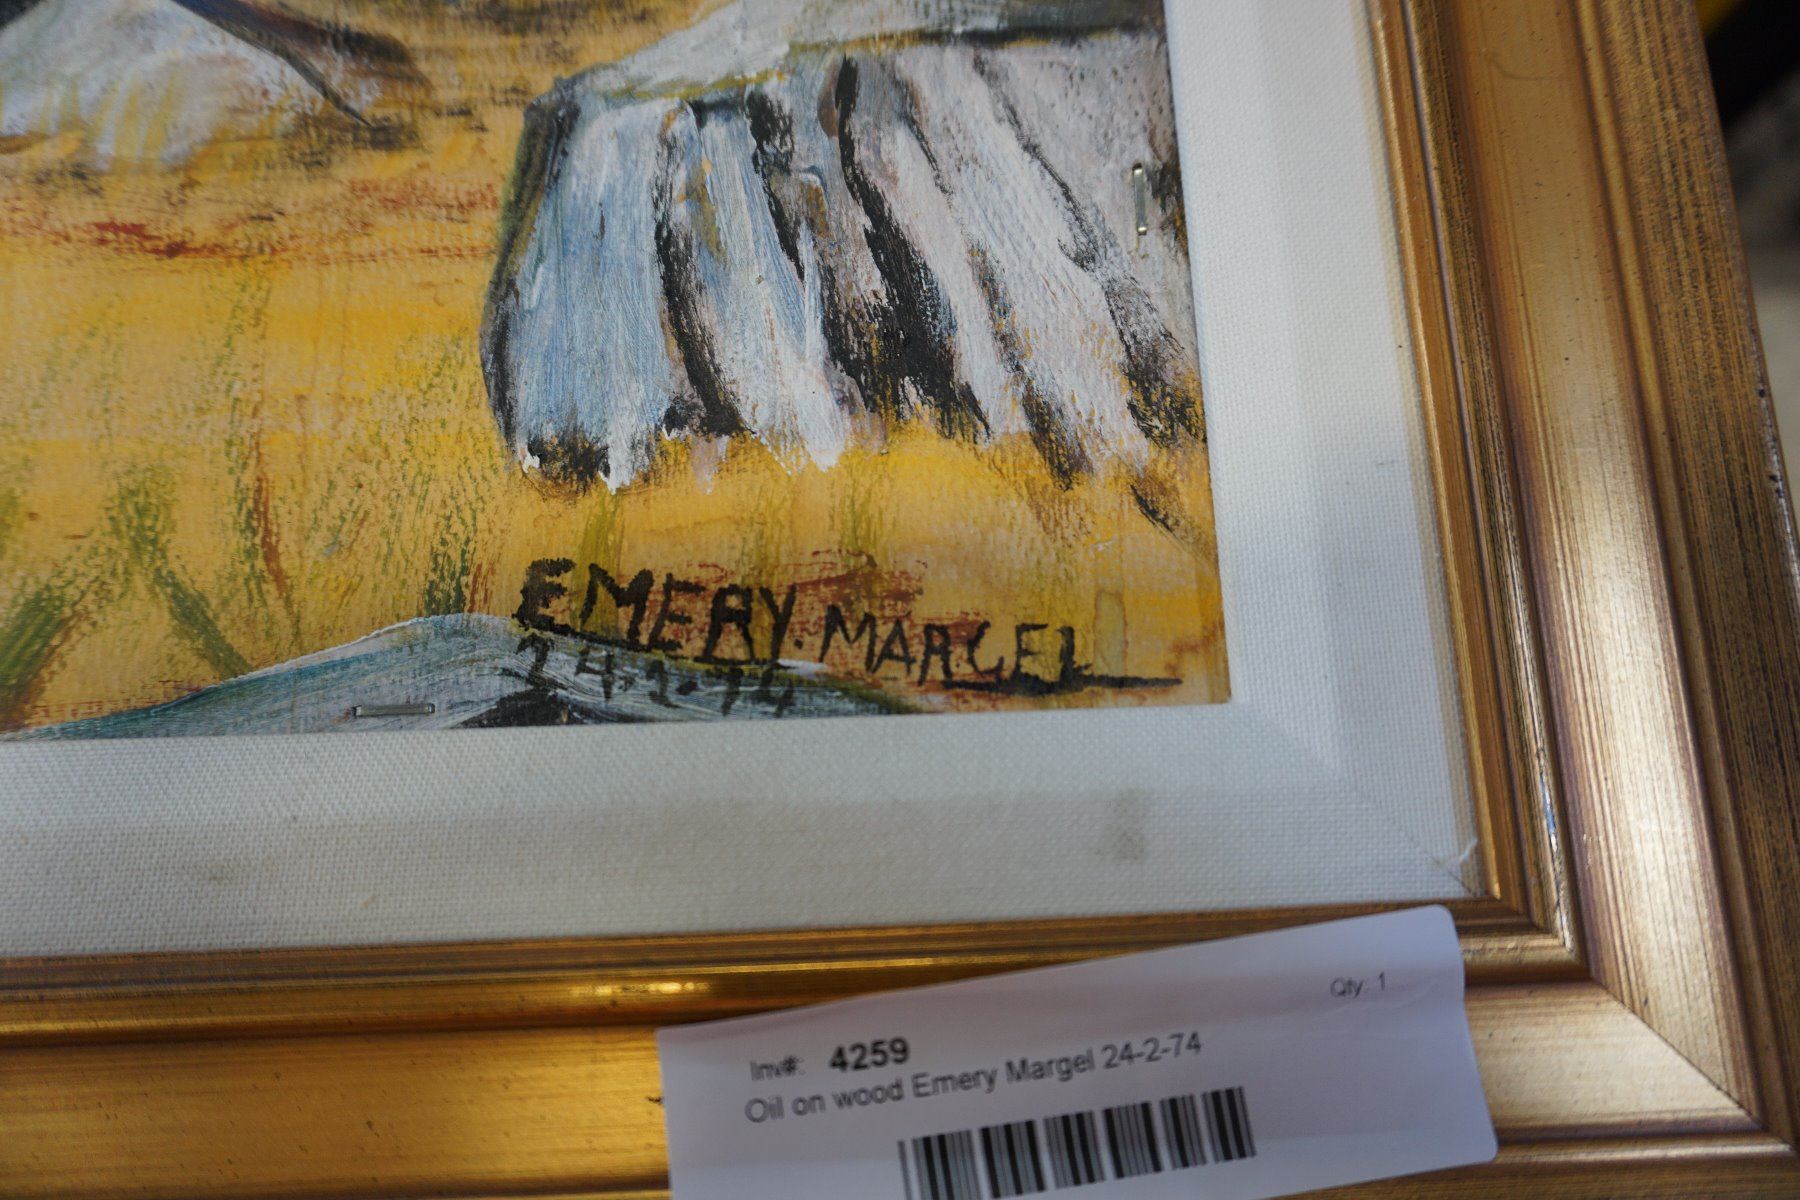 EMERY. MARGEL
24-2-74
Qty: 1
Inv#: 4259
Oil on wood Emery Margel 24-2-74